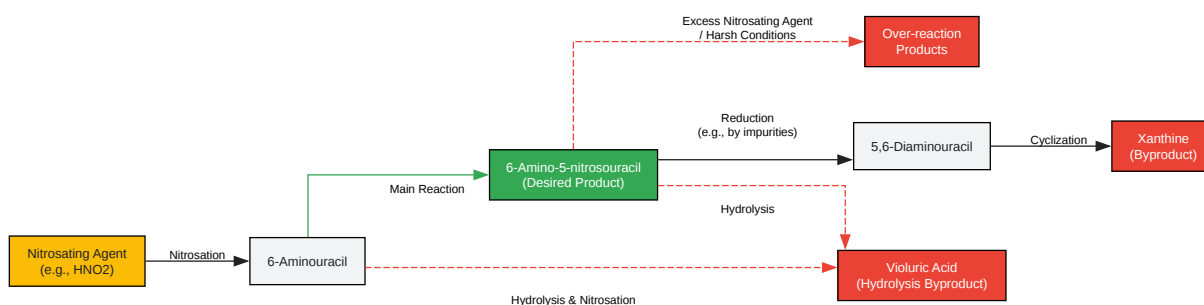 Excess Nitrosating Agent
/ Harsh Conditions
Over-reaction
Products
Reduction
(e.g., by impurities)
5,6-Diaminouracil
Cyclization
Xanthine
(Byproduct)
6-Amino-5-nitrosouracil
(Desired Product)
Main Reaction
Hydrolysis
Nitrosating Agent
(e.g., HNO2)
Nitrosation
6-Aminouracil
Violuric Acid
(Hydrolysis Byproduct)
Hydrolysis & Nitrosation